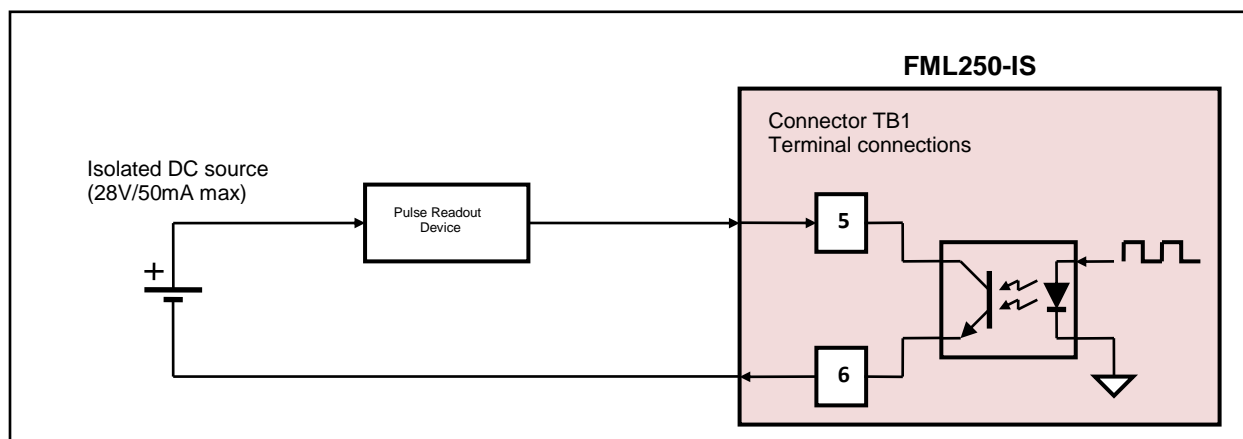 FML250-IS
Connector TB1
Terminal connections
Isolated DC source
(28V/50mA max)
Pulse Readout
Device
5
+
6